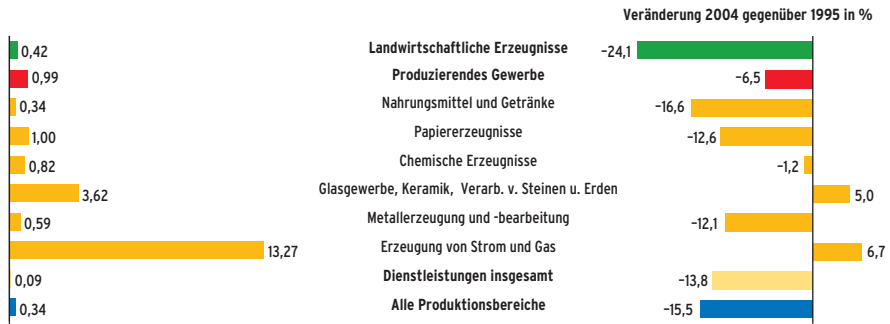 Veränderung 2004 gegenüber 1995 in %
0,42 Landwirtschaftliche Erzeugnisse –24,1
0,99 Produzierendes Gewerbe –6,5
0,34 Nahrungsmittel und Getränke –16,6
1,00 Papiererzeugnisse –12,6
0,82 Chemische Erzeugnisse –1,2
3,62 Glasgewerbe, Keramik, Verarb. v. Steinen u. Erden 5,0
0,59 Metallerzeugung und -bearbeitung –12,1
13,27 Erzeugung von Strom und Gas 6,7
0,09 Dienstleistungen insgesamt –13,8
0,34 Alle Produktionsbereiche –15,5